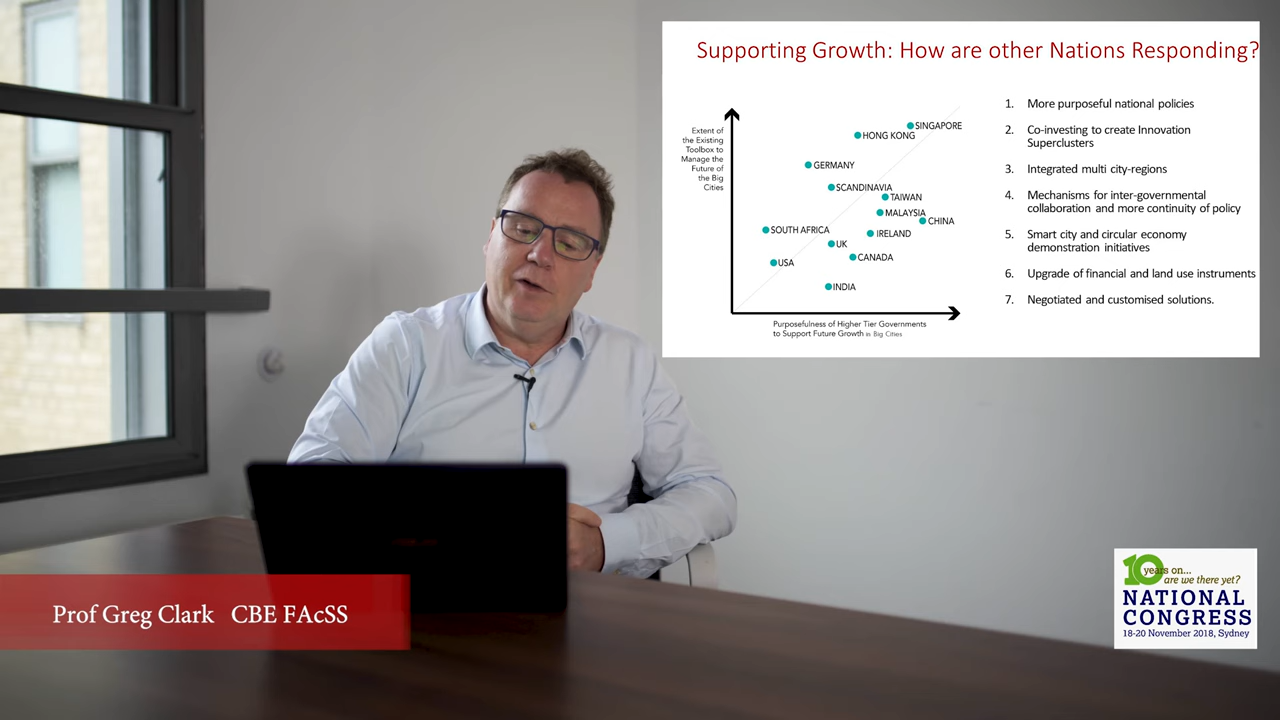 Supporting Growth: How are other Nations Responding?
Extent of
the Existing
Toolbox to
Manage the
Future of
the Big
Cities
SINGAPORE
HONG KONG
GERMANY
SCANDINAVIA
TAIWAN
MALAYSIA
CHINA
SOUTH AFRICA
IRELAND
UK
CANADA
USA
INDIA
Purposefulness of Higher Tier Governments
to Support Future Growth in Big Cities
1. More purposeful national policies
2. Co-investing to create Innovation
Superclusters
3. Integrated multi city-regions
4. Mechanisms for inter-governmental
collaboration and more continuity of policy
5. Smart city and circular economy
demonstration initiatives
6. Upgrade of financial and land use instruments
7. Negotiated and customised solutions.
Prof Greg Clark CBE FAcSS
10 years on...
are we there yet?
NATIONAL
CONGRESS
18-20 November 2018, Sydney